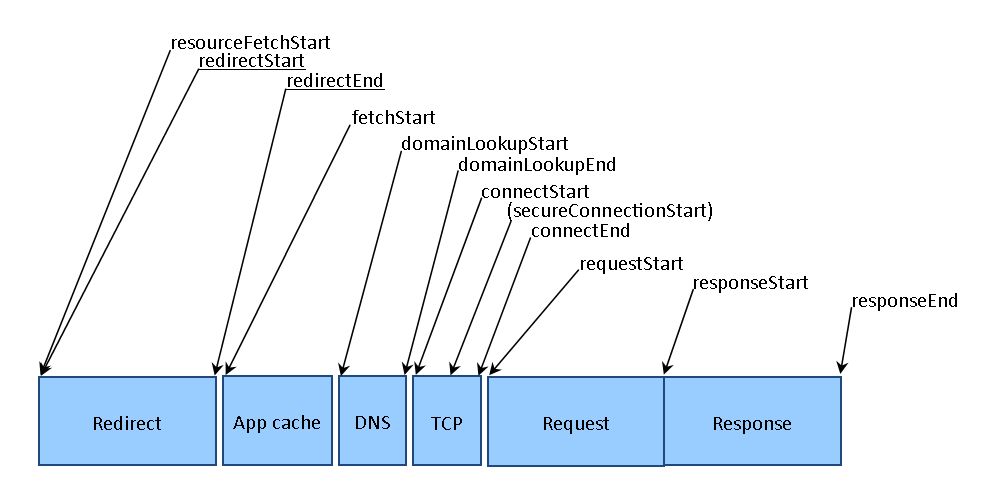 resourceFetchStart
redirectStart
redirectEnd
fetchStart
domainLookupStart
domainLookupEnd
connectStart
(secureConnectionStart)
connectEnd
requestStart
responseStart
responseEnd
Redirect
App cache
DNS
TCP
Request
Response